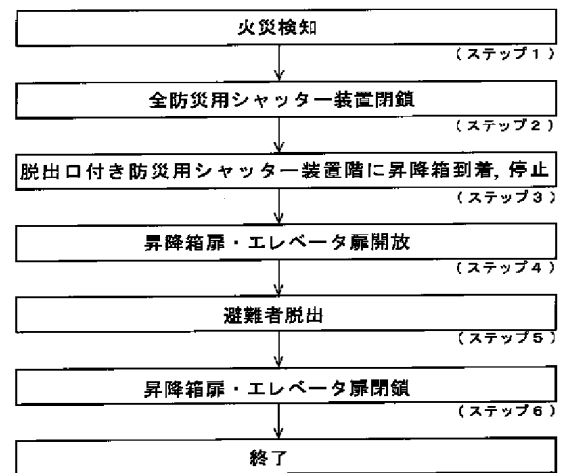 火災検知
(ステップ1)
全防災用シャッター装置閉鎖
(ステップ2)
脱出口付き防災用シャッター装置階に昇降箱到着,停止
(ステップ3)
昇降箱扉・エレベータ扉開放
(ステップ4)
避難者脱出
(ステップ5)
昇降箱扉・エレベータ扉閉鎖
(ステップ6)
終了